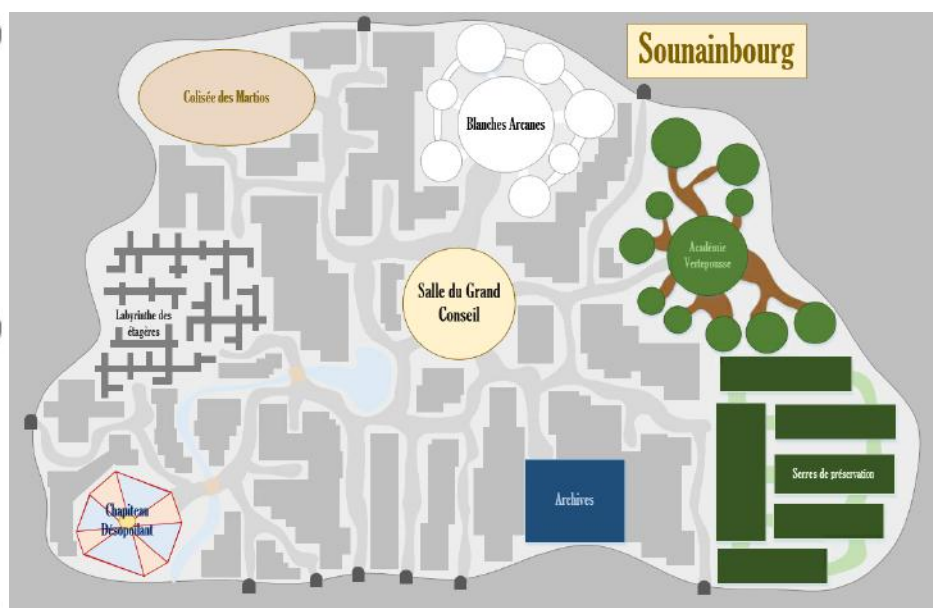 Sounainbourg
Colisée des Martios
Blanches Arcanes
Académie
Vertepousse
Salle du Grand
Conseil
Labyrinthe des
étagères
Serres de préservation
Archives
Chapiteau
Désopilant